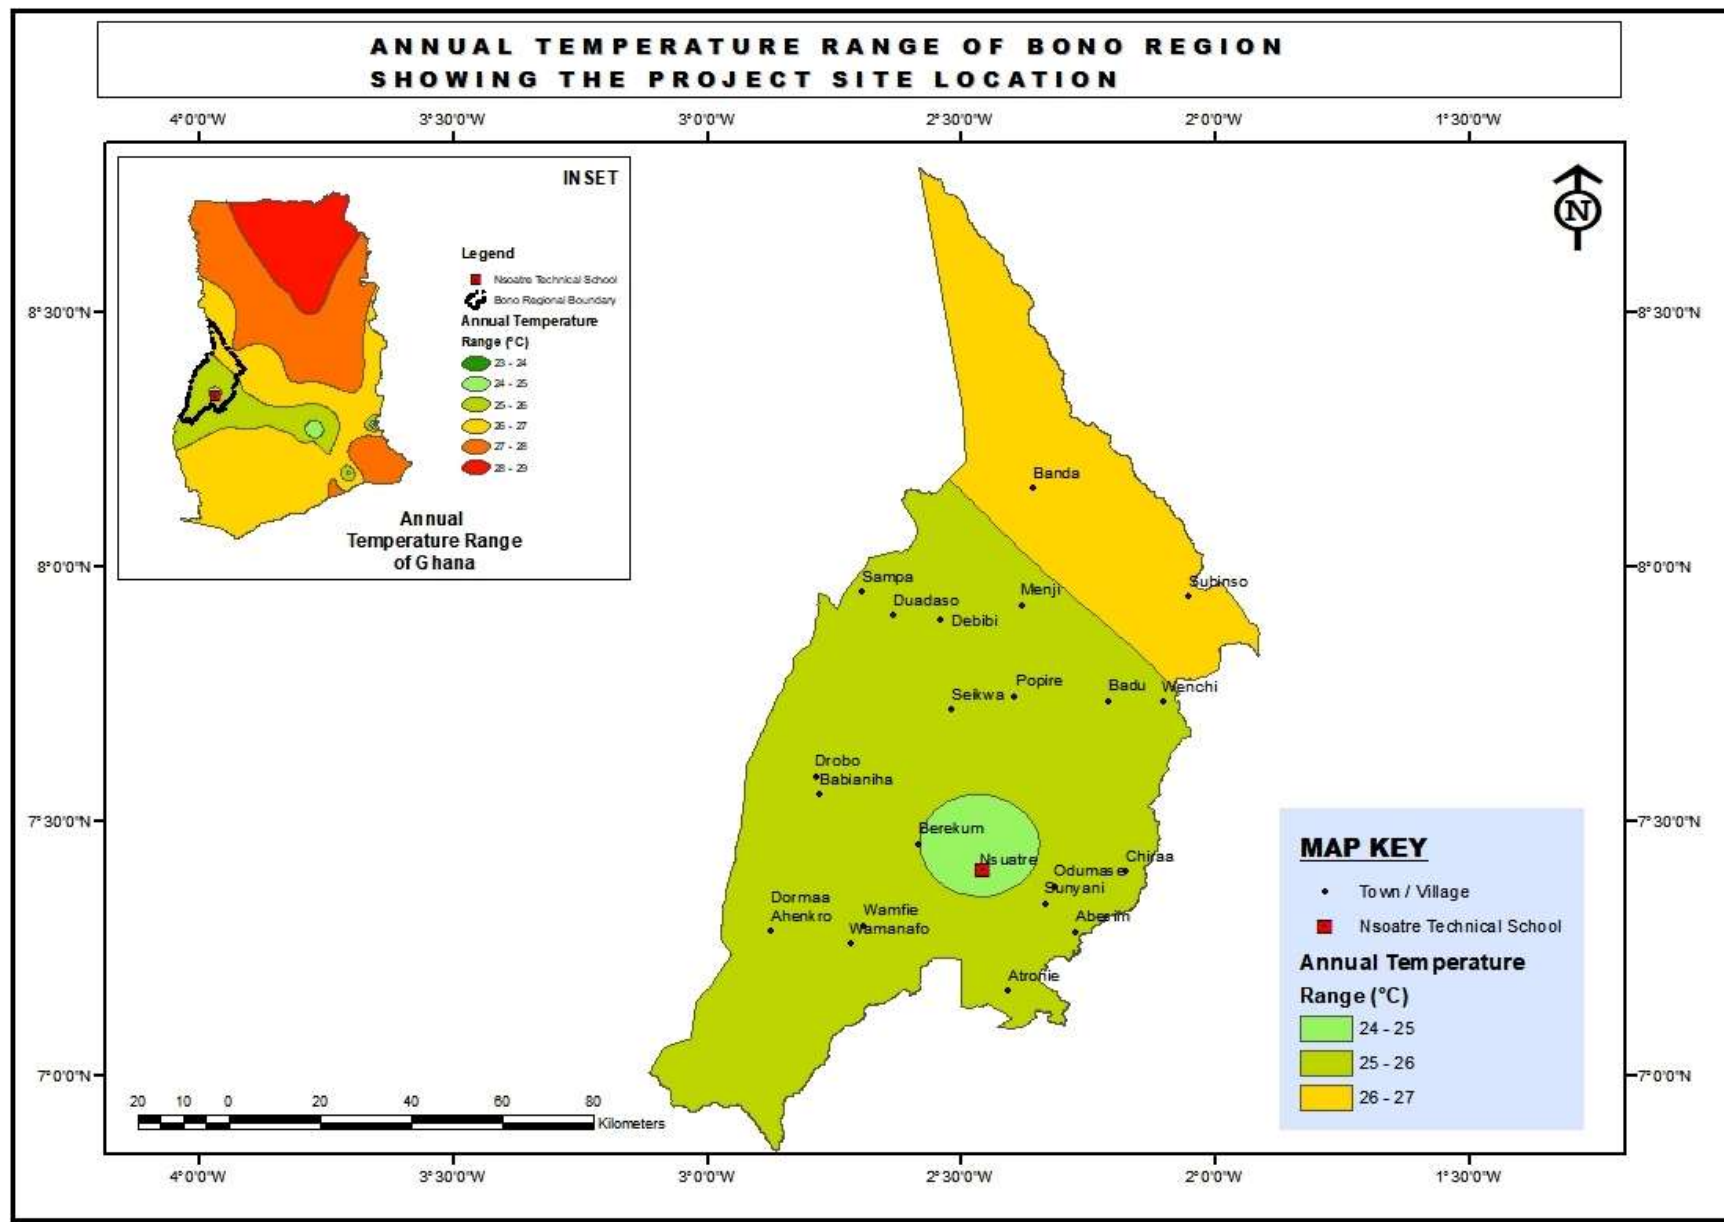 ANNUAL TEMPERATURE RANGE OF BONO REGION
SHOWING THE PROJECT SITE LOCATION
4°0'0"W
3°30'0"W
3°0'0"W
2°30'0"W
2°0'0"W
1°30'0"W
INSET
Legend
Nsoatre Technical School
Bono Regional Boundary
Annual Temperature
Range (°C)
23 - 24
24 - 25
25 - 26
26 - 27
27 - 28
28 - 29
Annual
Temperature Range
of Ghana
N
8°30'0"N
8°30'0"N
Banda
8°0'0"N
8°0'0"N
Sampa
Duadaso
Debibi
Menji
Subinso
Seikwa
Popire
Badu
Wenchi
Drobo
Babianiha
7°30'0"N
7°30'0"N
Berekum
Nsuatre
Chiraa
Odumase
Sunyani
Dormaa
Ahenkro
Wamfie
Wamanafo
Abesim
Atronie
MAP KEY
Town / Village
Nsoatre Technical School
Annual Temperature
Range (°C)
24 - 25
25 - 26
26 - 27
7°0'0"N
7°0'0"N
20 10 0 20 40 60 80
Kilometers
4°0'0"W
3°30'0"W
3°0'0"W
2°30'0"W
2°0'0"W
1°30'0"W